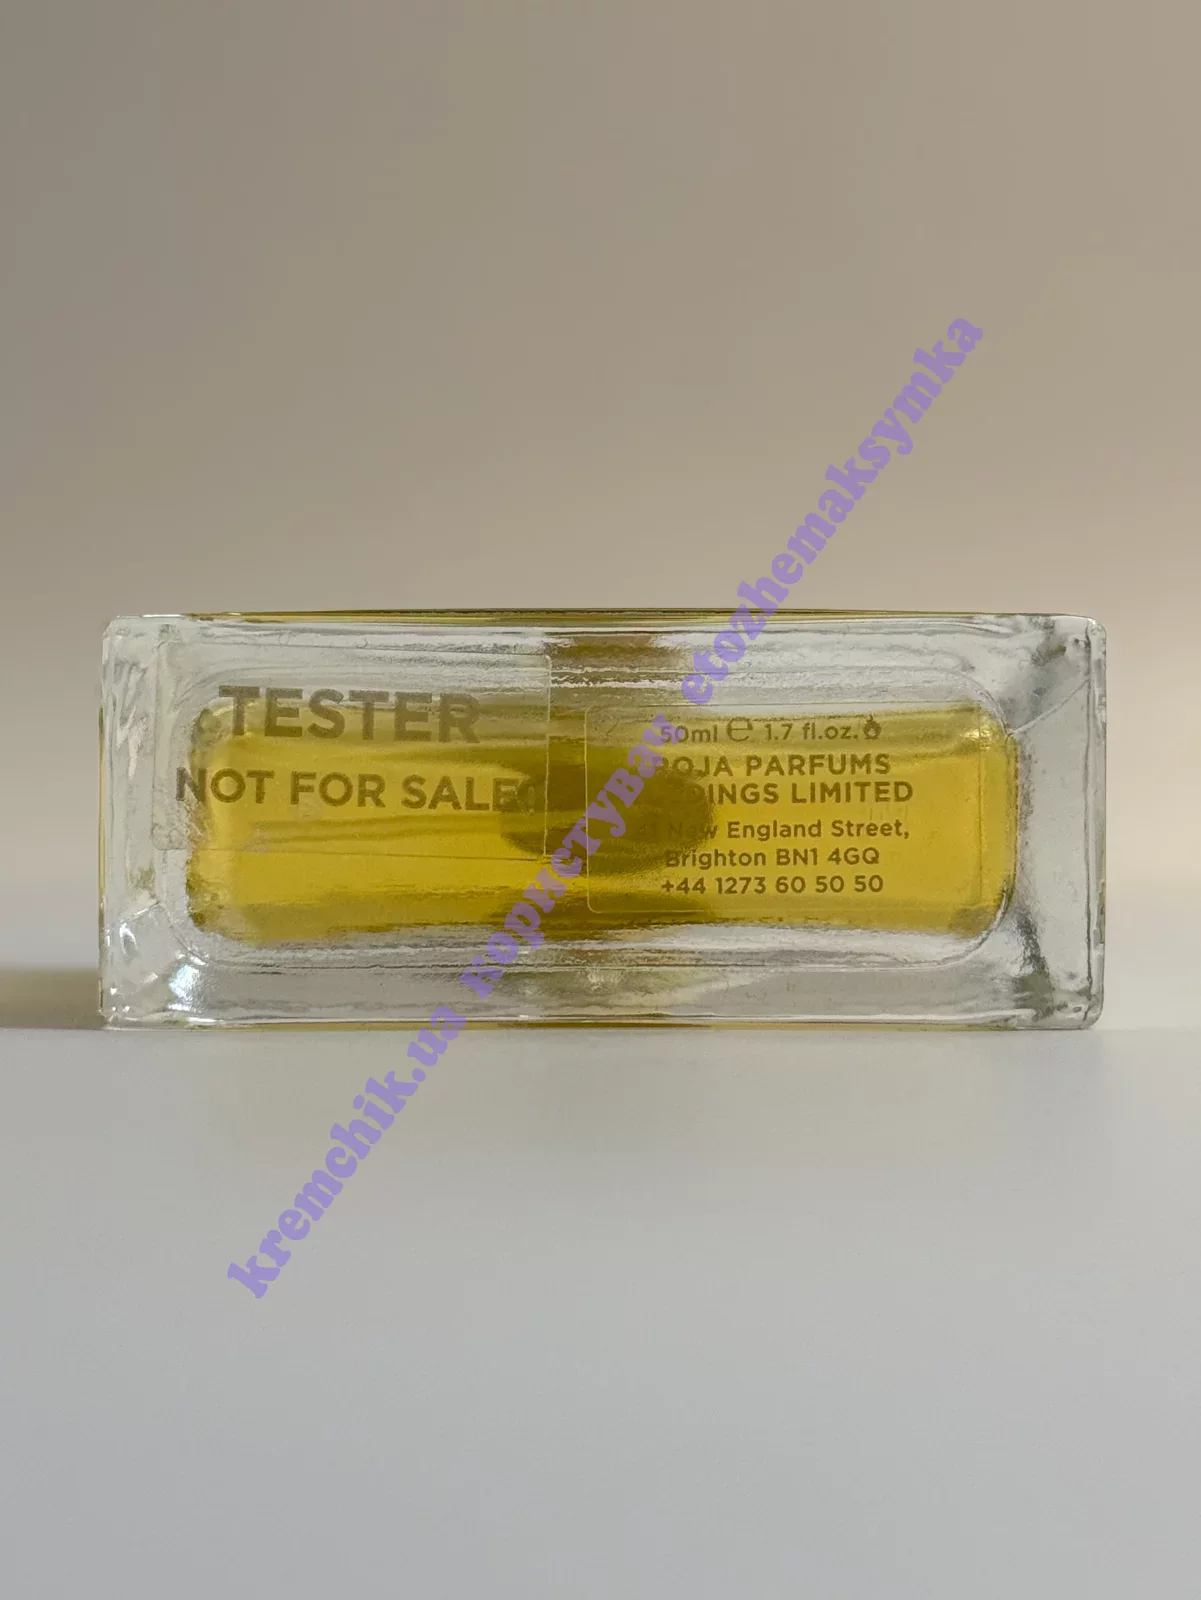 TESTER
NOT FOR SALE
50ml ℮ 1.7 fl.oz.
ROJA PARFUMS
HOLDINGS LIMITED
New England Street,
Brighton BN1 4GQ
+44 1273 60 50 50
kremchik.ua користувач etozhemaksymka